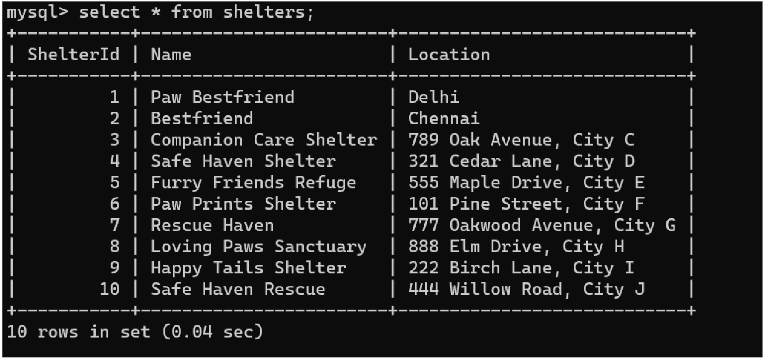 mysql> select * from shelters;
+-----------+-----------------------+---------------------------+
| ShelterId | Name                  | Location                  |
+-----------+-----------------------+---------------------------+
|         1 | Paw Bestfriend        | Delhi                     |
|         2 | Bestfriend            | Chennai                   |
|         3 | Companion Care Shelter | 789 Oak Avenue, City C    |
|         4 | Safe Haven Shelter    | 321 Cedar Lane, City D    |
|         5 | Furry Friends Refuge  | 555 Maple Drive, City E   |
|         6 | Paw Prints Shelter    | 101 Pine Street, City F   |
|         7 | Rescue Haven          | 777 Oakwood Avenue, City G |
|         8 | Loving Paws Sanctuary | 888 Elm Drive, City H     |
|         9 | Happy Tails Shelter   | 222 Birch Lane, City I    |
|        10 | Safe Haven Rescue     | 444 Willow Road, City J   |
+-----------+-----------------------+---------------------------+
10 rows in set (0.04 sec)